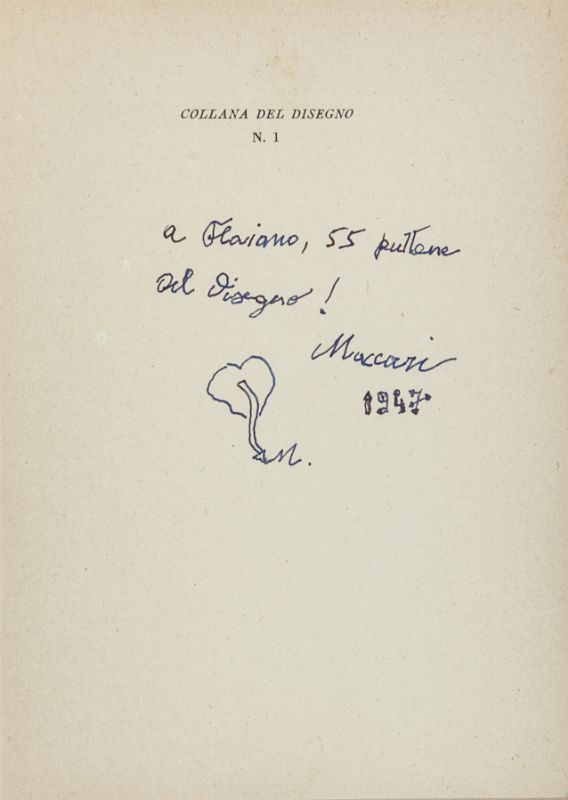 COLLANA DEL DISEGNO
N. 1
a Flaiano, 55 puttane
del Disegno!
Maccari
1947
M.